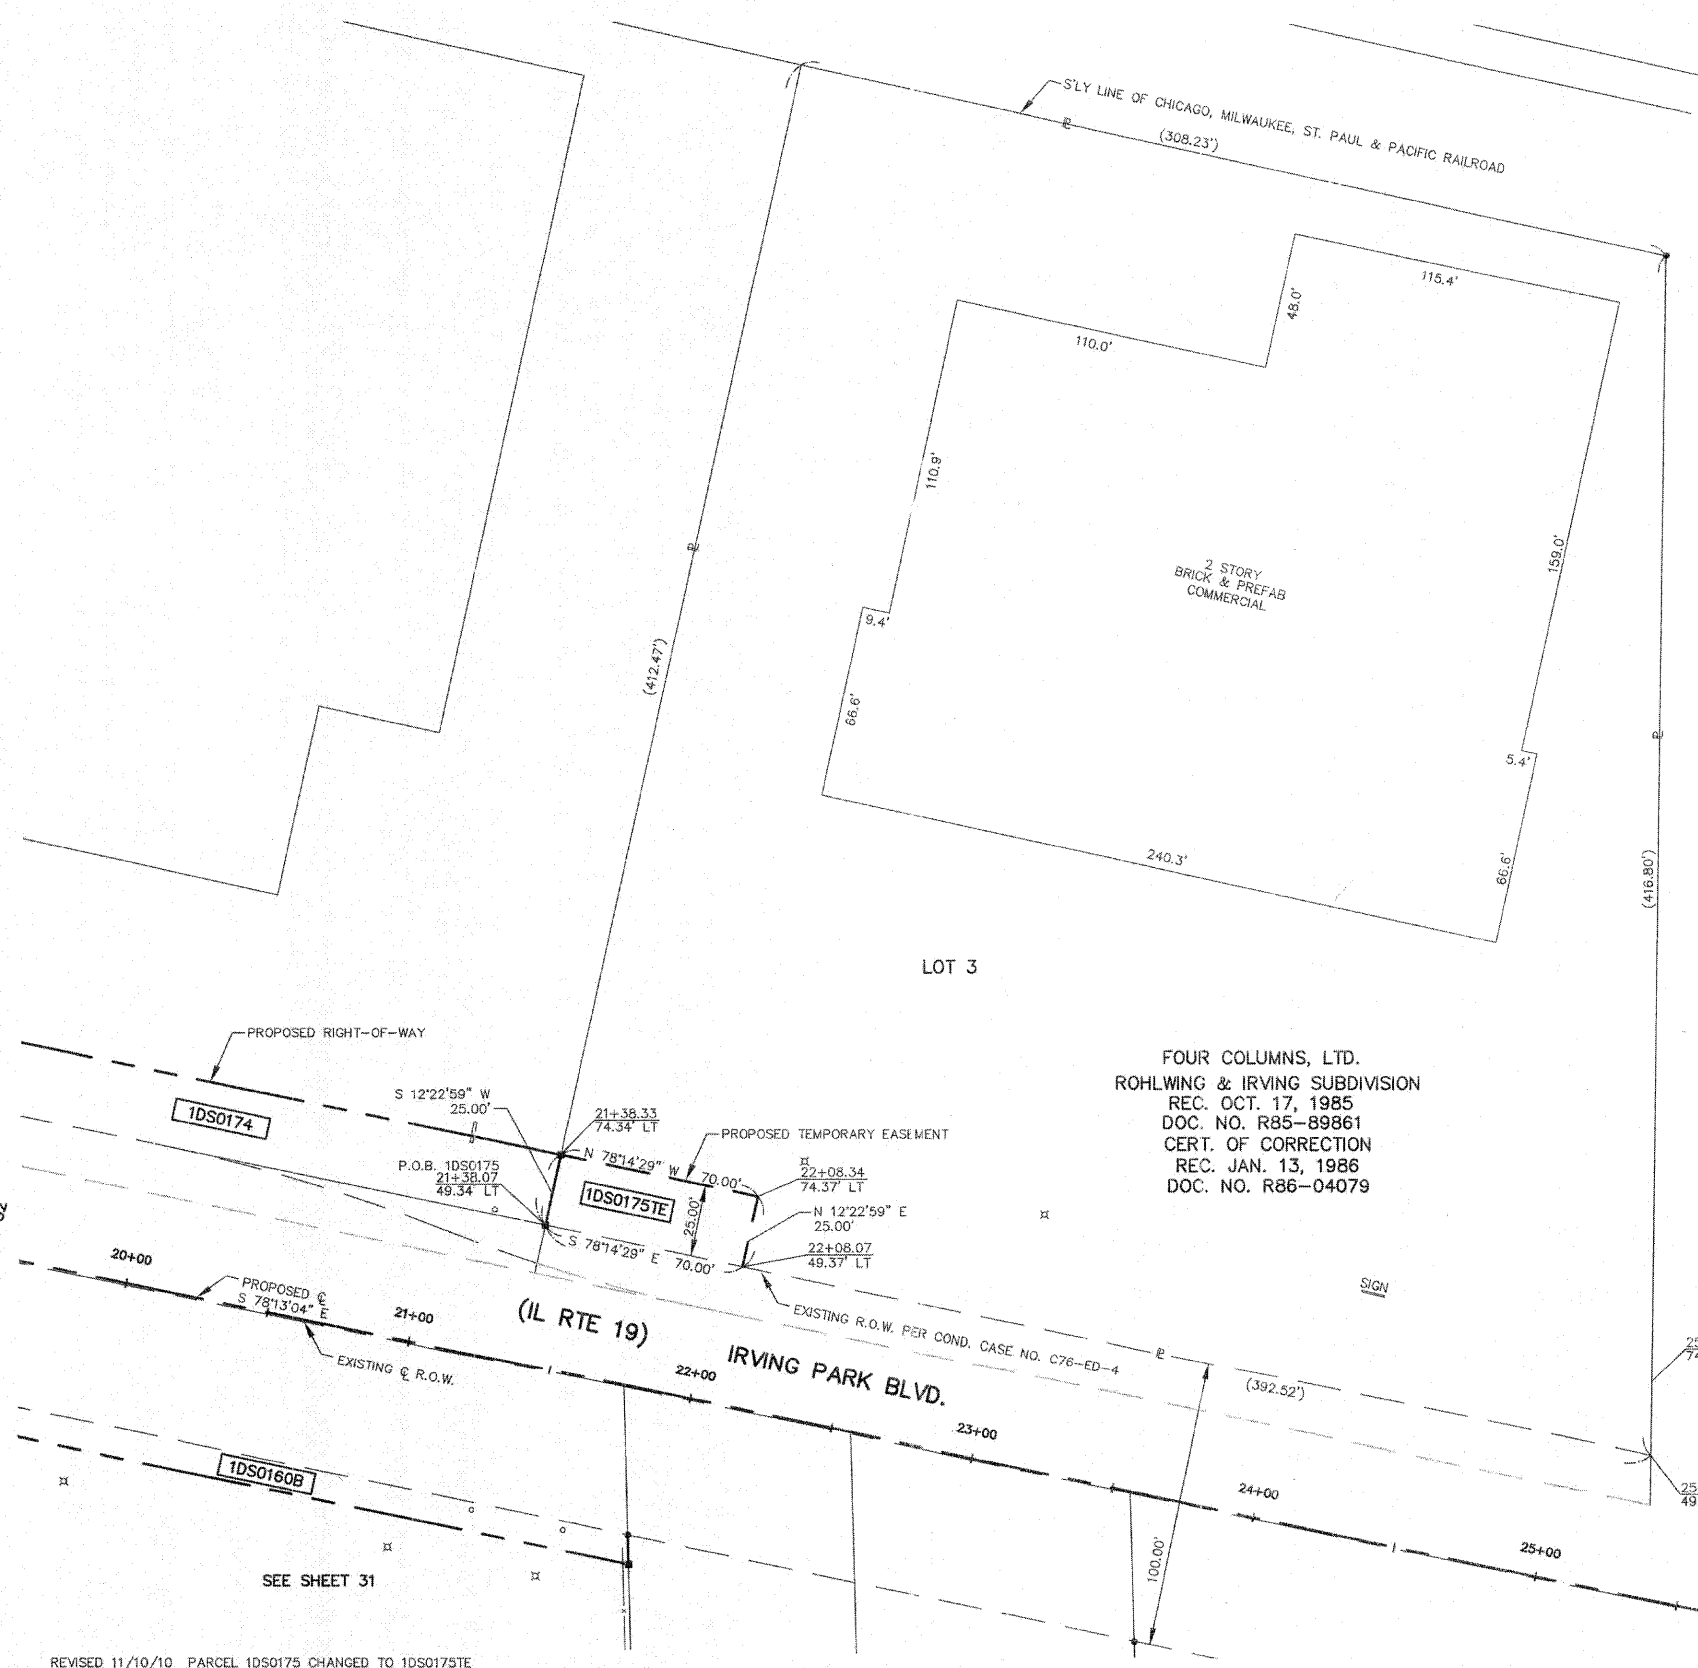 S'LY LINE OF CHICAGO, MILWAUKEE, ST. PAUL & PACIFIC RAILROAD
(308.23')
115.4'
48.0'
110.0'
110.9'
159.0'
2 STORY
BRICK & PREFAB
COMMERCIAL
9.4'
(412.47')
66.6'
5.4'
240.3'
66.6'
(416.80')
LOT 3
PROPOSED RIGHT-OF-WAY
FOUR COLUMNS, LTD.
ROHLWING & IRVING SUBDIVISION
REC. OCT. 17, 1985
DOC. NO. R85-89861
CERT. OF CORRECTION
REC. JAN. 13, 1986
DOC. NO. R86-04079
S 12°22'59" W
25.00'
1DS0174
21+38.33
74.34' LT
PROPOSED TEMPORARY EASEMENT
N 78°14'29" W 70.00'
P.O.B. 1DS0175
21+38.07
49.34' LT
22+08.34
74.37' LT
1DS0175TE
25.00'
N 12°22'59" E
25.00'
S 78°14'29" E 70.00'
22+08.07
49.37' LT
20+00
PROPOSED ℄
S 78°13'04" E
SIGN
21+00
(IL RTE 19)
EXISTING R.O.W. PER COND. CASE NO. C76-ED-4
EXISTING ℄ R.O.W.
IRVING PARK BLVD.
22+00
(392.52')
23+00
1DS0160B
24+00
25+00
100.00'
SEE SHEET 31
REVISED 11/10/10 PARCEL 1DS0175 CHANGED TO 1DS0175TE